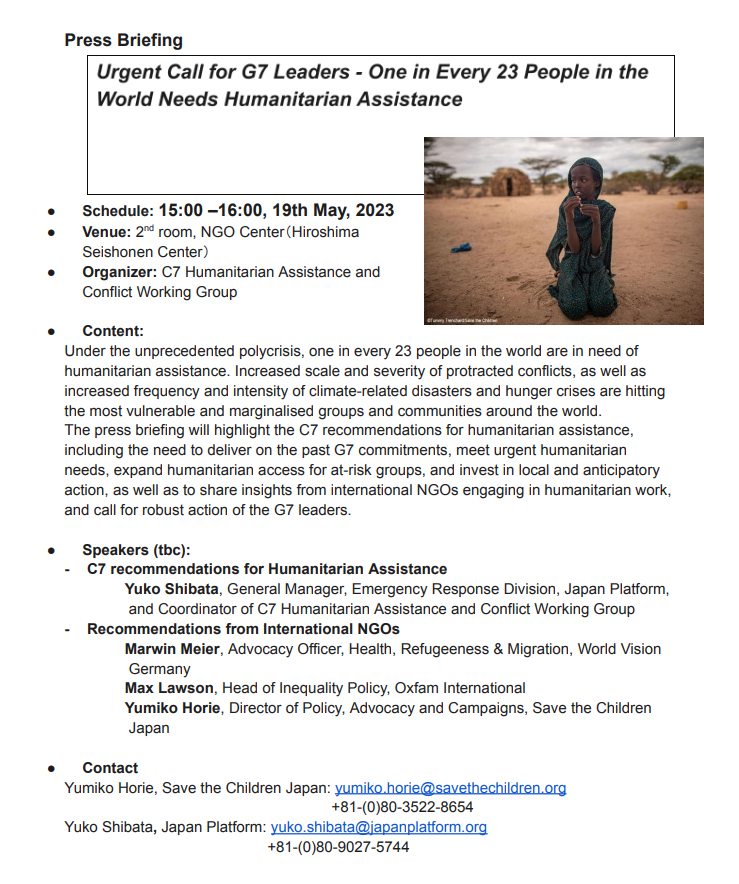 Press Briefing
Urgent Call for G7 Leaders - One in Every 23 People in the
World Needs Humanitarian Assistance
● Schedule: 15:00 –16:00, 19th May, 2023
● Venue: 2nd room, NGO Center（Hiroshima
Seishonen Center）
● Organizer: C7 Humanitarian Assistance and
Conflict Working Group
©Tommy Trenchard/Save the Children
● Content:
Under the unprecedented polycrisis, one in every 23 people in the world are in need of
humanitarian assistance. Increased scale and severity of protracted conflicts, as well as
increased frequency and intensity of climate-related disasters and hunger crises are hitting
the most vulnerable and marginalised groups and communities around the world.
The press briefing will highlight the C7 recommendations for humanitarian assistance,
including the need to deliver on the past G7 commitments, meet urgent humanitarian
needs, expand humanitarian access for at-risk groups, and invest in local and anticipatory
action, as well as to share insights from international NGOs engaging in humanitarian work,
and call for robust action of the G7 leaders.
● Speakers (tbc):
- C7 recommendations for Humanitarian Assistance
Yuko Shibata, General Manager, Emergency Response Division, Japan Platform,
and Coordinator of C7 Humanitarian Assistance and Conflict Working Group
- Recommendations from International NGOs
Marwin Meier, Advocacy Officer, Health, Refugeeness & Migration, World Vision
Germany
Max Lawson, Head of Inequality Policy, Oxfam International
Yumiko Horie, Director of Policy, Advocacy and Campaigns, Save the Children
Japan
● Contact
Yumiko Horie, Save the Children Japan: yumiko.horie@savethechildren.org
+81-(0)80-3522-8654
Yuko Shibata, Japan Platform: yuko.shibata@japanplatform.org
+81-(0)80-9027-5744